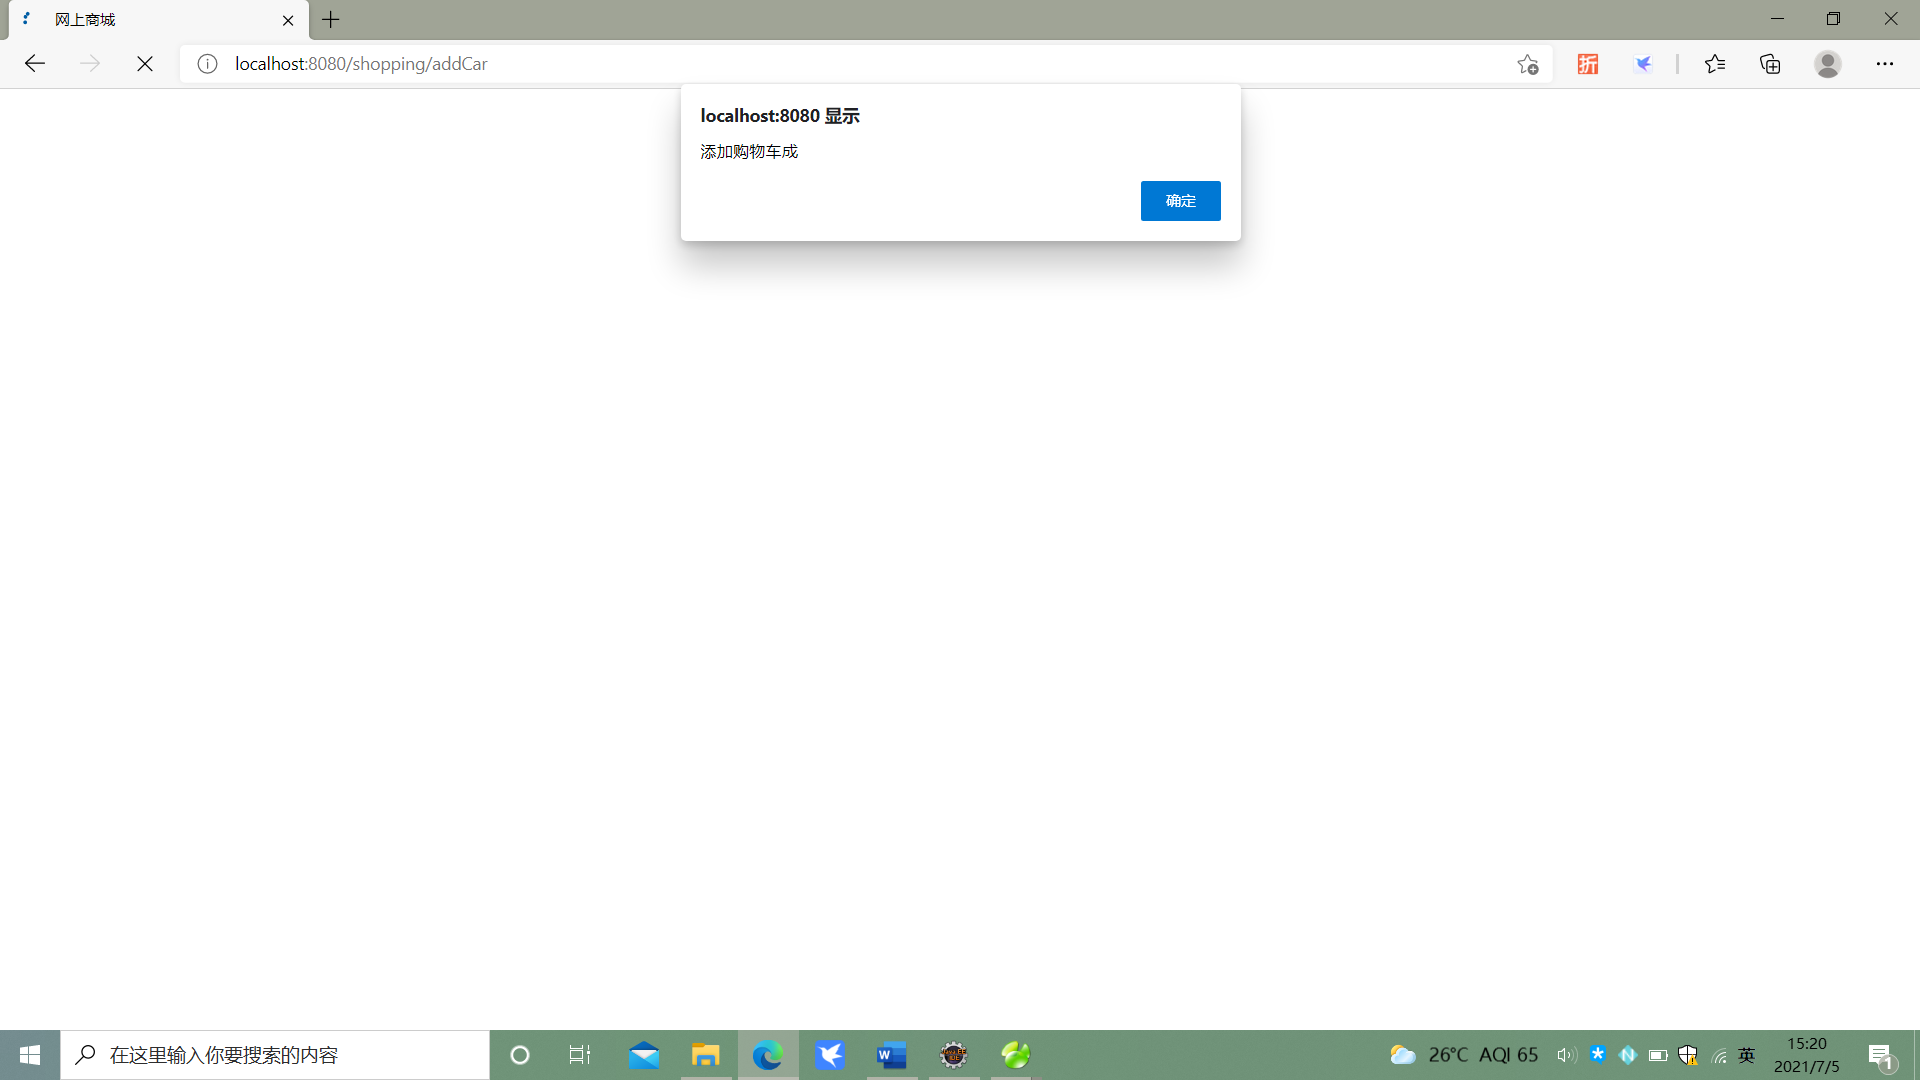 网上商城
localhost:8080/shopping/addCar
折
localhost:8080 显示
添加购物车成
确定
在这里输入你要搜索的内容
26°C AQI 65
英
15:20
2021/7/5
1